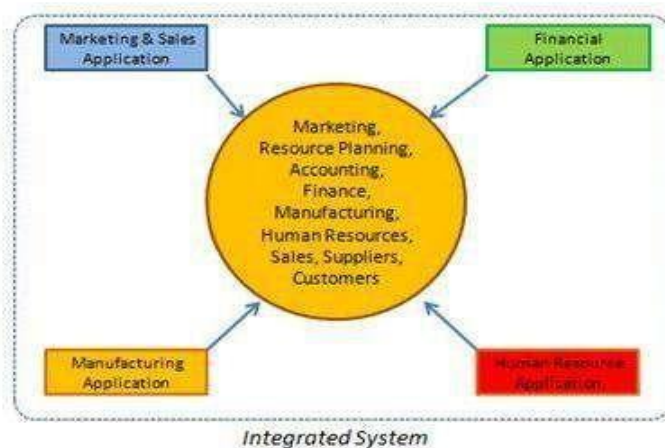 Marketing & Sales
Application
Financial
Application
Marketing,
Resource Planning,
Accounting,
Finance,
Manufacturing,
Human Resources,
Sales, Suppliers,
Customers
Manufacturing
Application
Human Resource
Application.
Integrated System